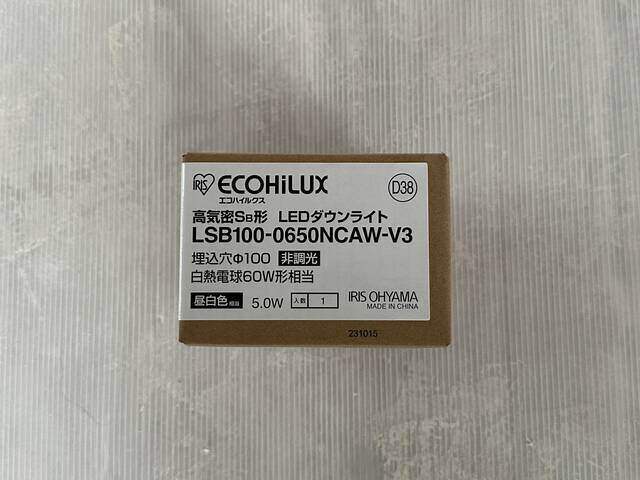 IRIS ECOHiLUX
エコハイルクス
D38
高気密SB形 LEDダウンライト
LSB100-0650NCAW-V3
埋込穴Φ100 非調光
白熱電球60W形相当
昼白色相当 5.0W 入数 1 IRIS OHYAMA
MADE IN CHINA
231015